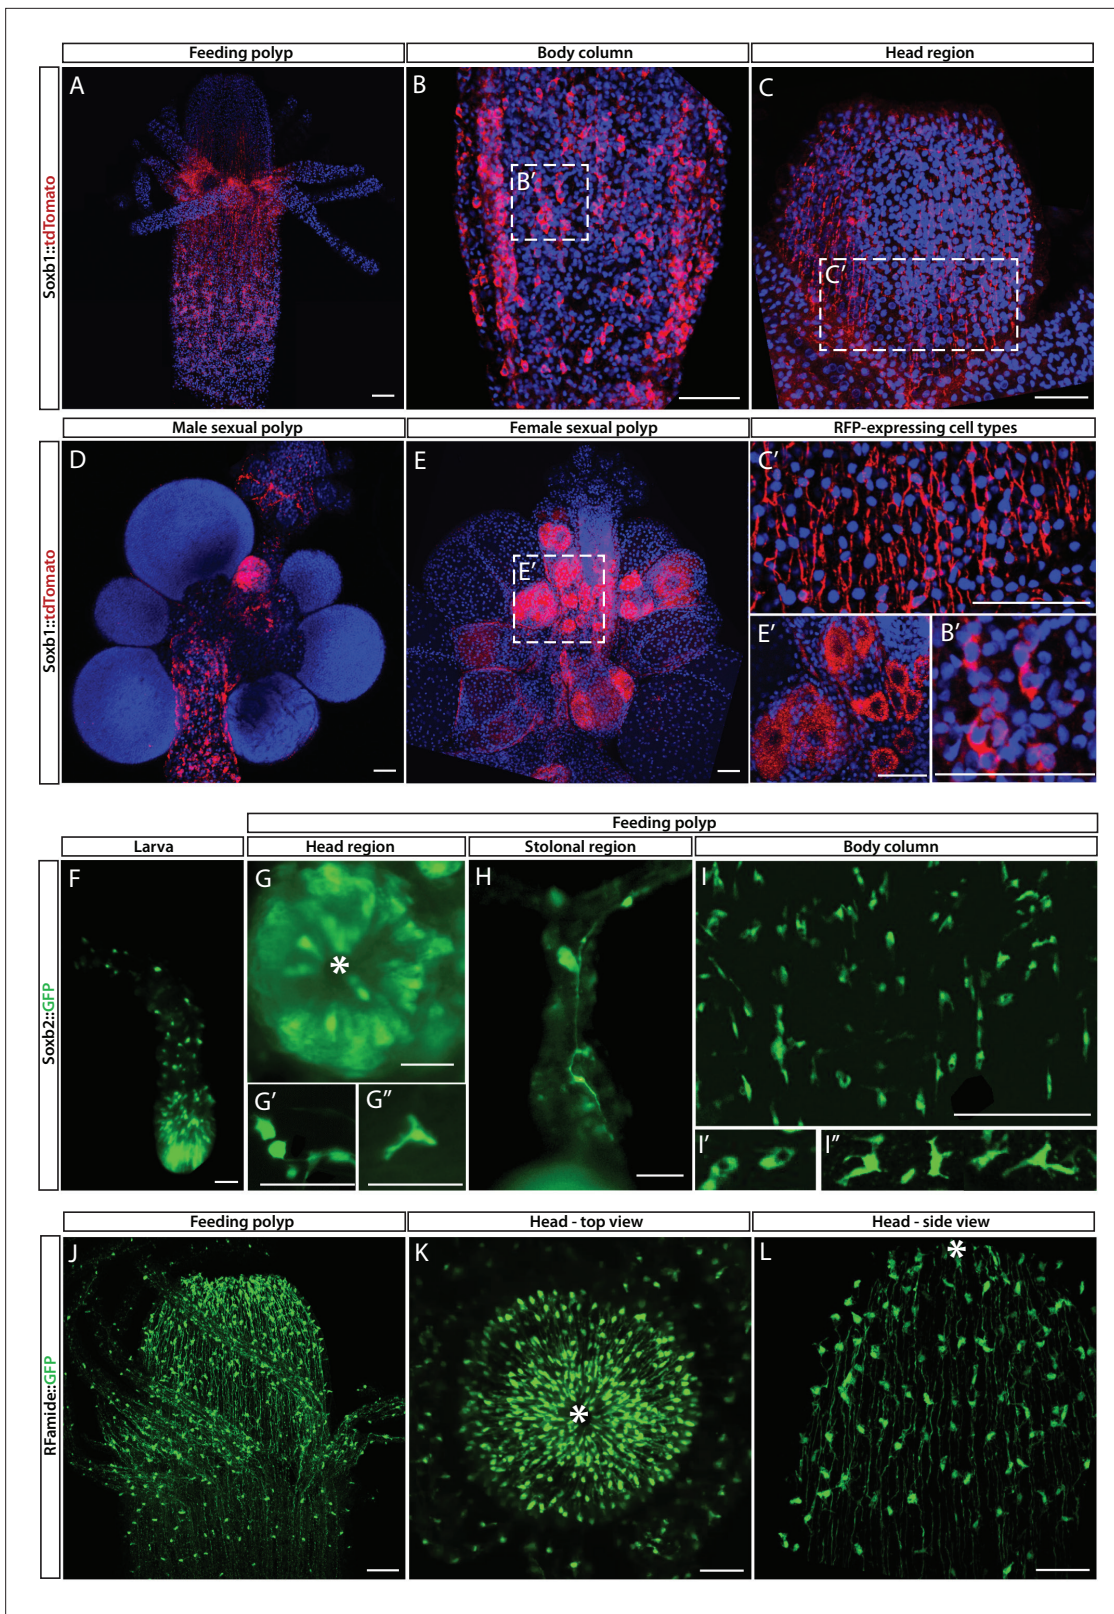 Feeding polyp
Body column
Head region
Soxb1::tdTomato
A
B
B′
C
C′
Male sexual polyp
Female sexual polyp
RFP-expressing cell types
Soxb1::tdTomato
D
E
E′
C′
E′
B′
Feeding polyp
Larva
Head region
Stolonal region
Body column
Soxb2::GFP
F
G
*
H
I
G′
G″
I′
I″
Feeding polyp
Head - top view
Head - side view
RFamide::GFP
J
K
*
L
*